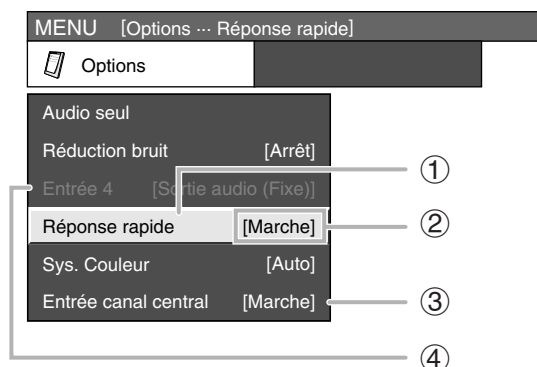 MENU [Options ··· Réponse rapide]
Options
Audio seul
Réduction bruit [Arrêt]
Entrée 4 [Sortie audio (Fixe)]
Réponse rapide [Marche]
Sys. Couleur [Auto]
Entrée canal central [Marche]
①
②
③
④